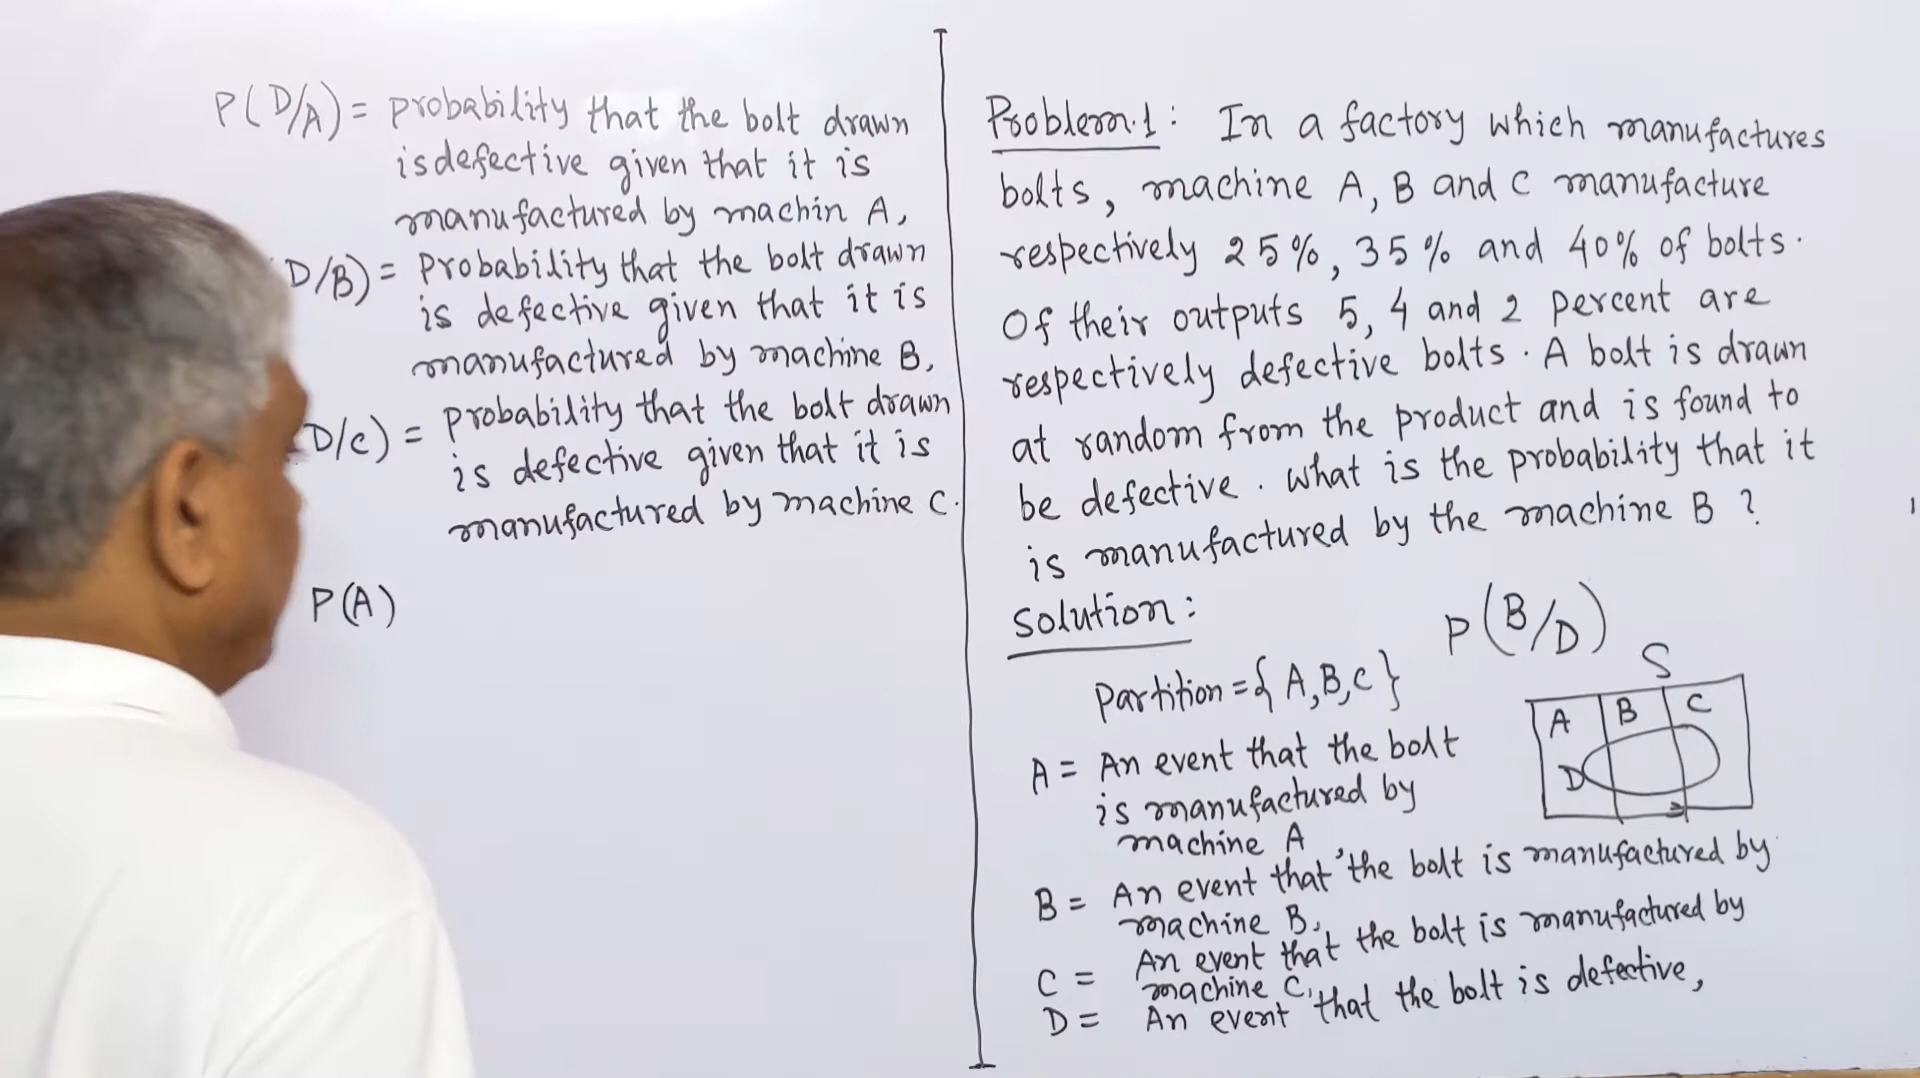 P(D/A) = probability that the bolt drawn
is defective given that it is
manufactured by machin A,
D/B) = probability that the bolt drawn
is defective given that it is
manufactured by machine B,
D/C) = probability that the bolt drawn
is defective given that it is
manufactured by machine C.
P(A)
Problem.1: In a factory which manufactures
bolts, machine A, B and C manufacture
respectively 25%, 35% and 40% of bolts.
Of their outputs 5, 4 and 2 percent are
respectively defective bolts. A bolt is drawn
at random from the product and is found to
be defective. What is the probability that it
is manufactured by the machine B?
Solution:
P(B/D)
Partition = { A, B, C }
S
A B C
D
A = An event that the bolt
is manufactured by
machine A,
B = An event that the bolt is manufactured by
machine B,
C = An event that the bolt is manufactured by
machine C,
D = An event that the bolt is defective,